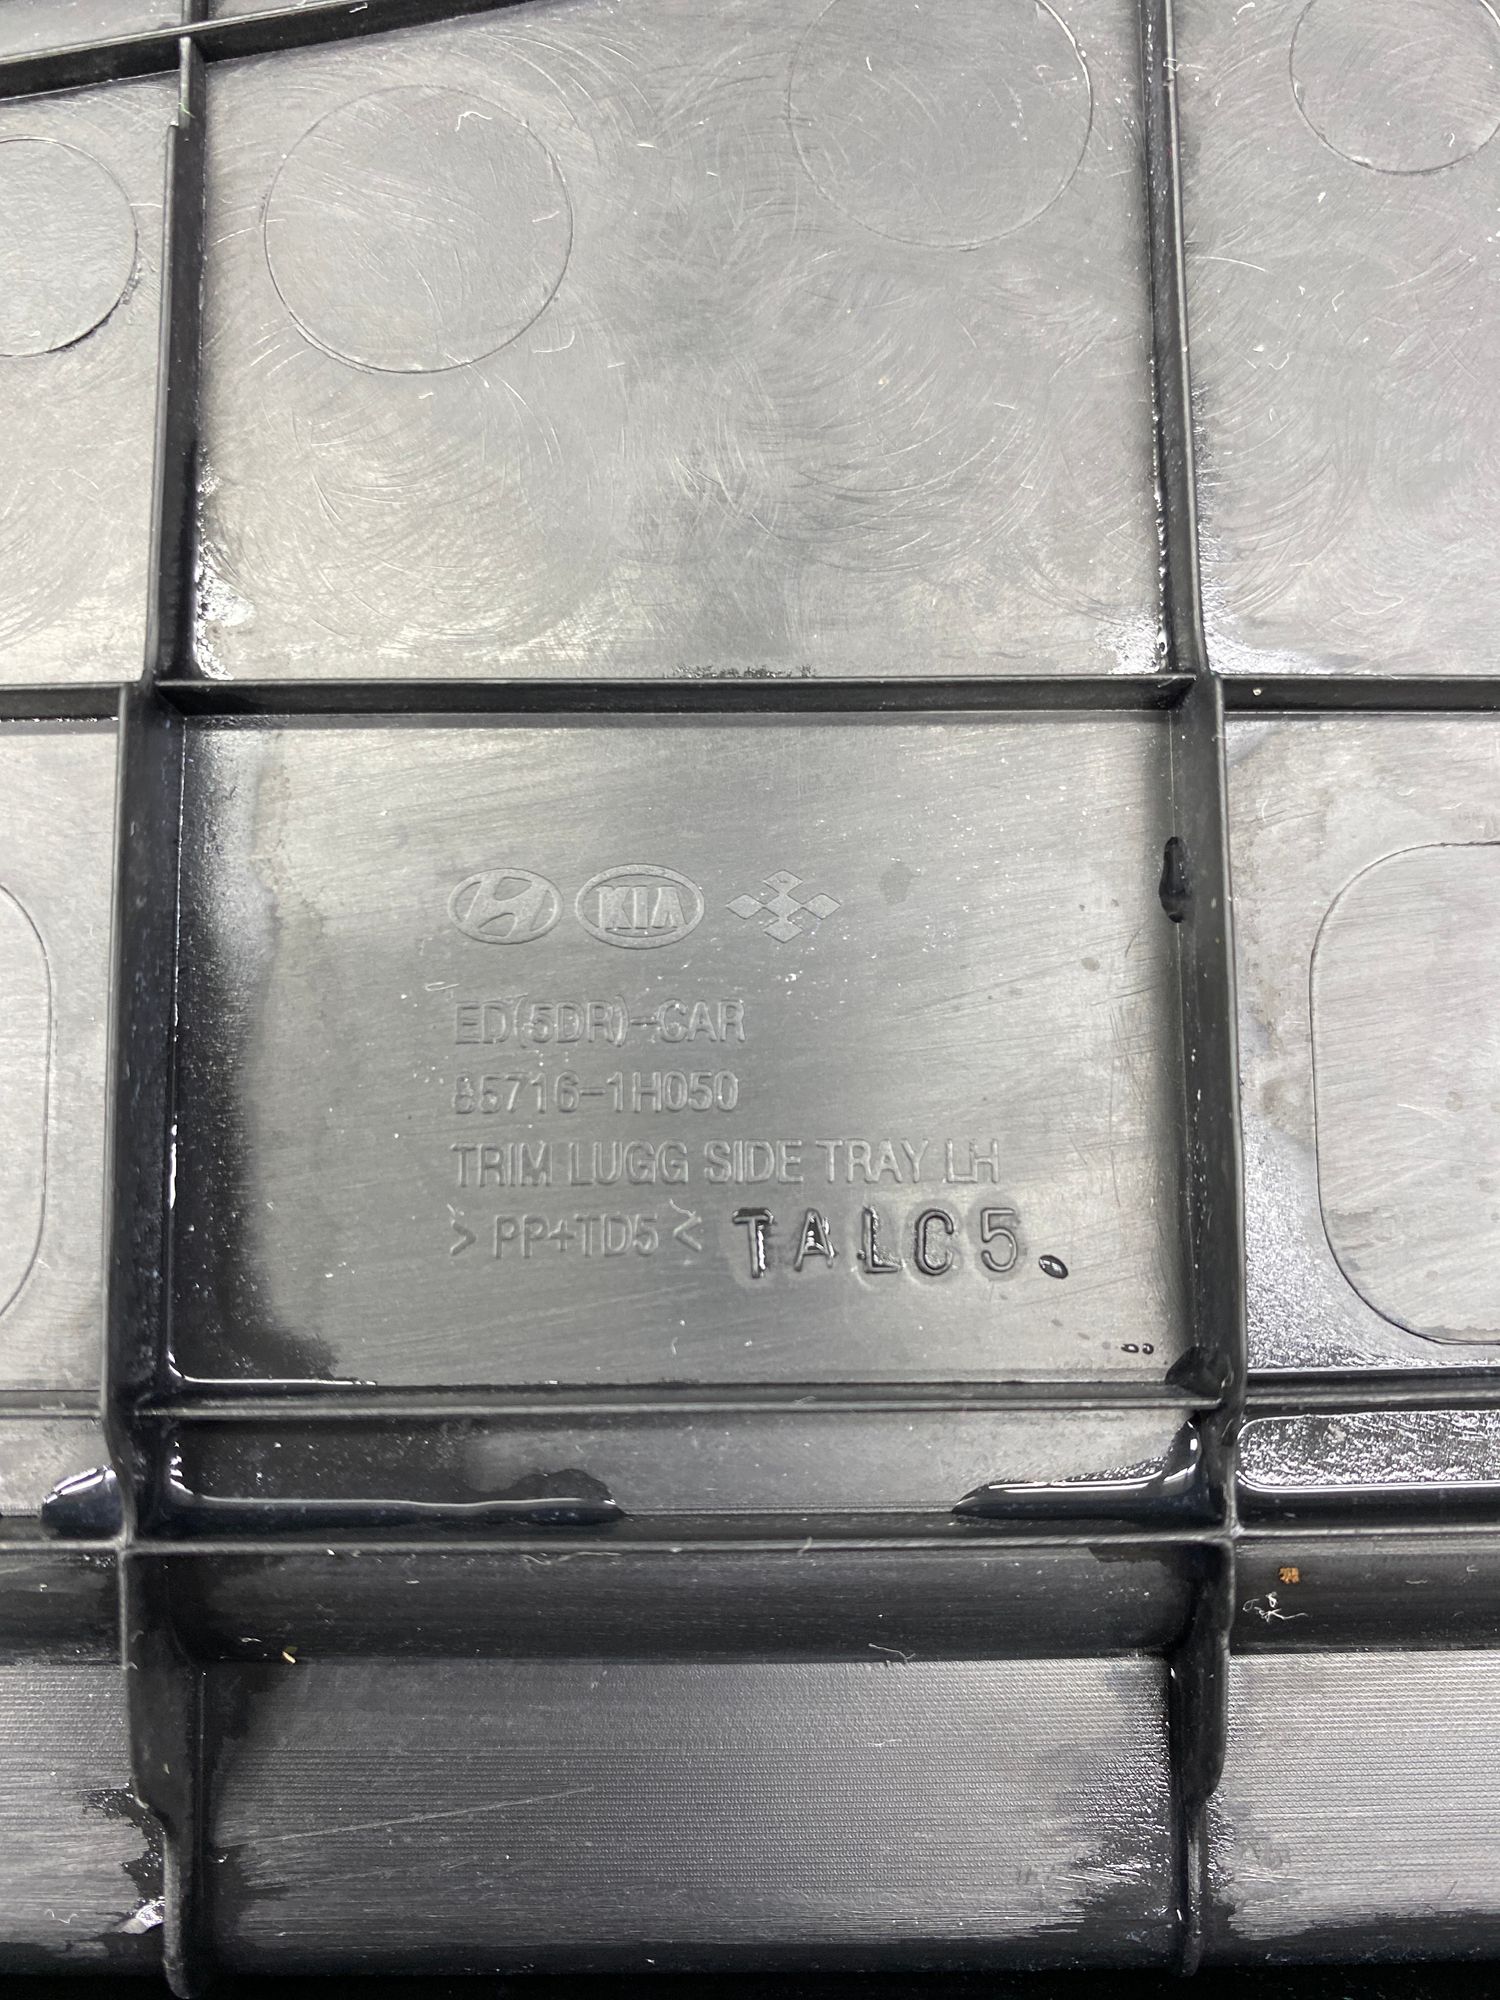 KIA
ED(5DR)-CAR
85716-1H050
TRIM LUGG SIDE TRAY LH
> PP+TD5 < TALC5